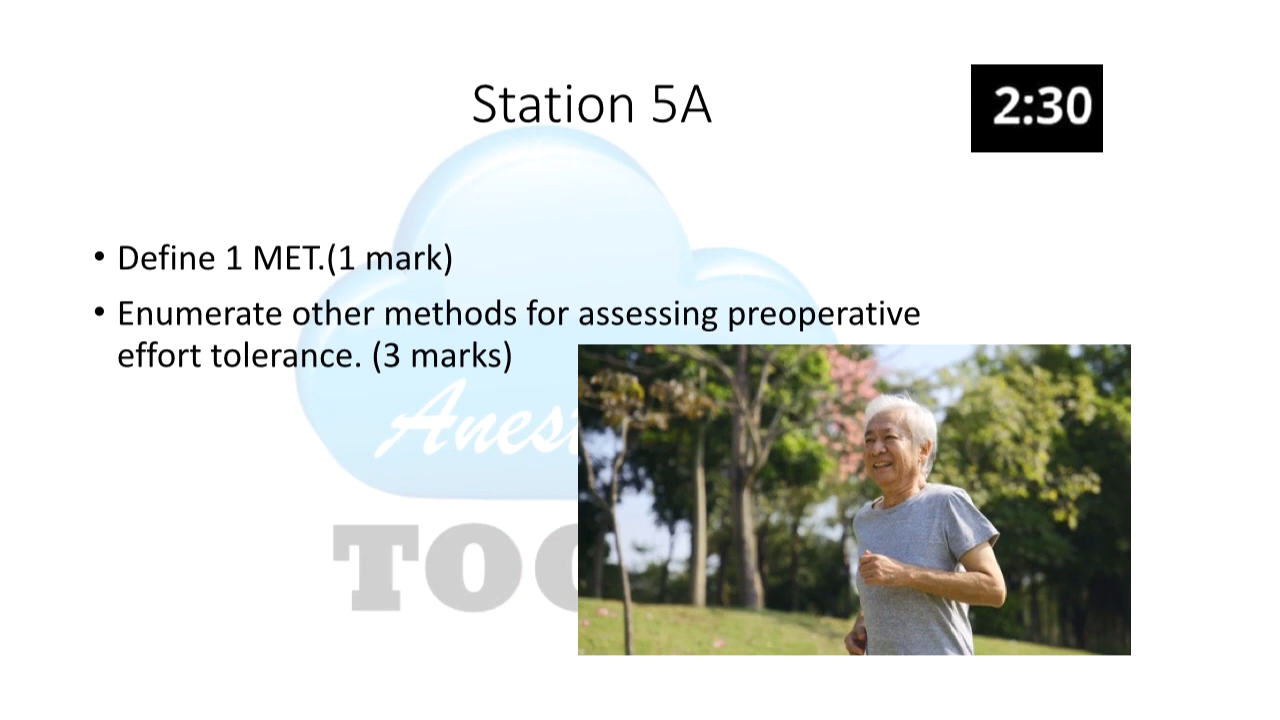 Station 5A
2:30
• Define 1 MET.(1 mark)
• Enumerate other methods for assessing preoperative
effort tolerance. (3 marks)